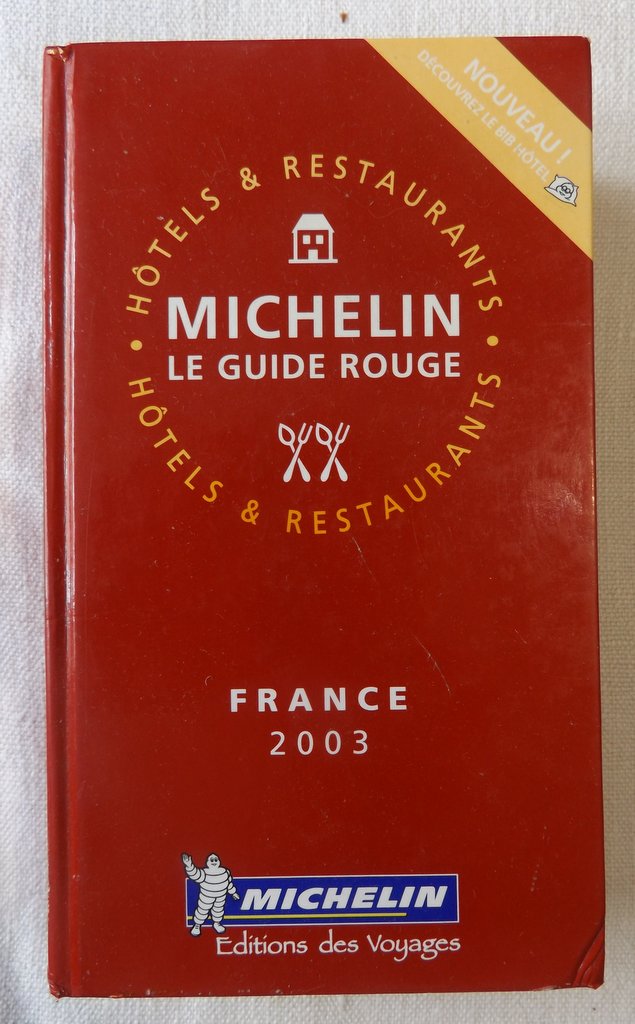 NOUVEAU !
DÉCOUVREZ LE BIB HÔTEL
HÔTELS & RESTAURANTS
MICHELIN
LE GUIDE ROUGE
HÔTELS & RESTAURANTS
FRANCE
2003
MICHELIN
Editions des Voyages